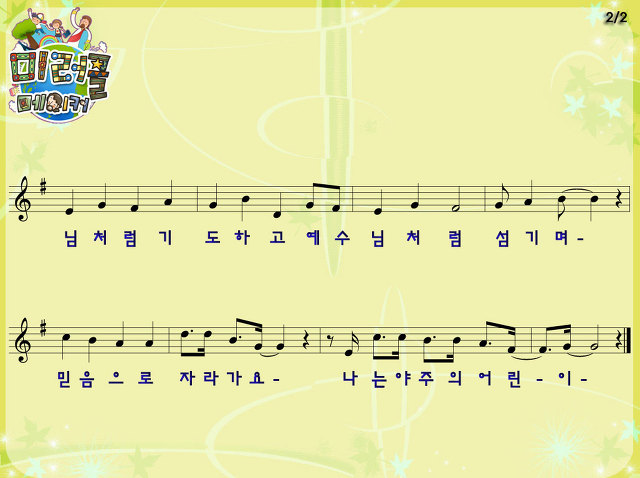 2/2
미러클
메이커
님처럼기 도하고예수님처 럼 섬기며-
믿음으로 자라가요- 나는야주의어린-이-